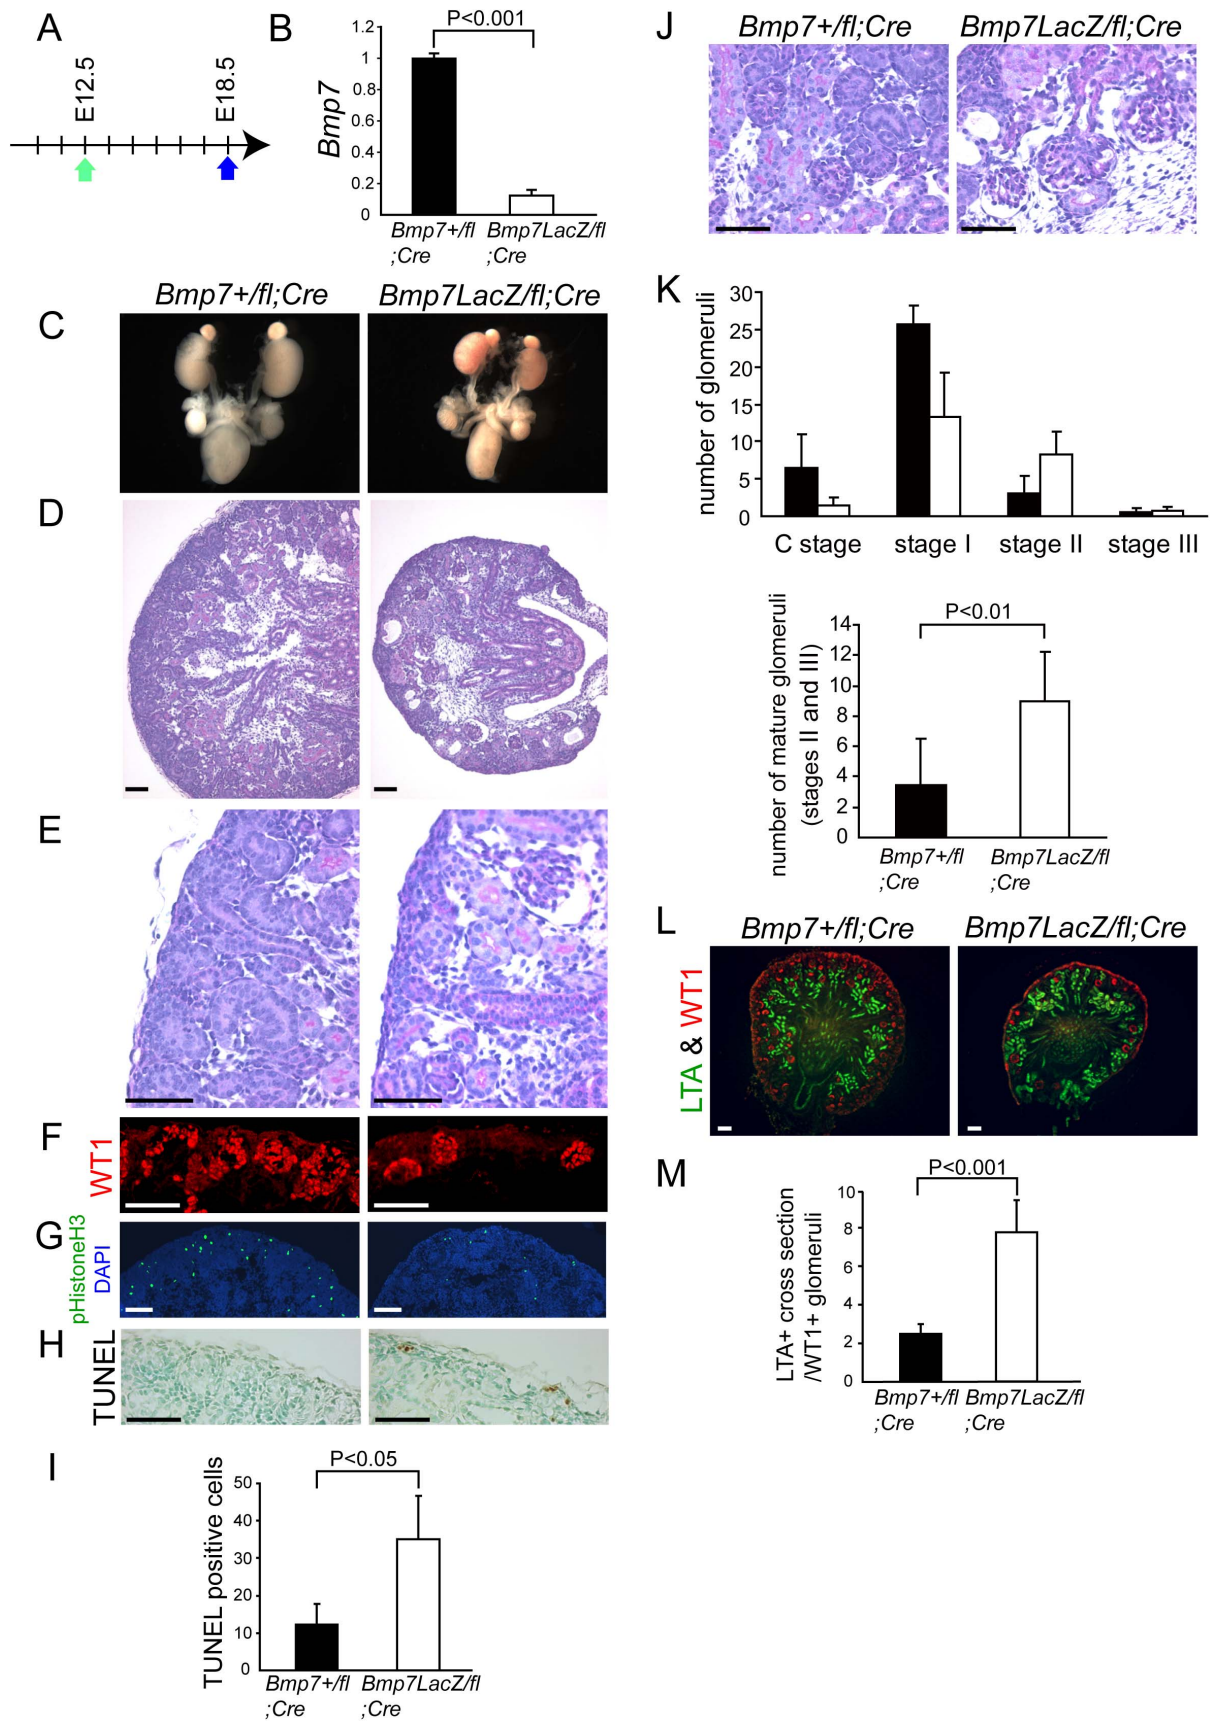 A
E12.5
E18.5
B
P<0.001
Bmp7
1.2
1
0.8
0.6
0.4
0.2
0
Bmp7+/fl
;Cre
Bmp7LacZ/fl
;Cre
Bmp7+/fl;Cre
Bmp7LacZ/fl;Cre
C
D
E
F
WT1
G
pHistoneH3
DAPI
H
TUNEL
I
P<0.05
TUNEL positive cells
50
40
30
20
10
0
Bmp7+/fl
;Cre
Bmp7LacZ/fl
;Cre
J
Bmp7+/fl;Cre
Bmp7LacZ/fl;Cre
K
number of glomeruli
30
25
20
15
10
5
0
C stage
stage I
stage II
stage III
P<0.01
number of mature glomeruli
(stages II and III)
14
12
10
8
6
4
2
0
Bmp7+/fl
;Cre
Bmp7LacZ/fl
;Cre
L
Bmp7+/fl;Cre
Bmp7LacZ/fl;Cre
LTA & WT1
M
P<0.001
LTA+ cross section
/WT1+ glomeruli
10
8
6
4
2
0
Bmp7+/fl
;Cre
Bmp7LacZ/fl
;Cre